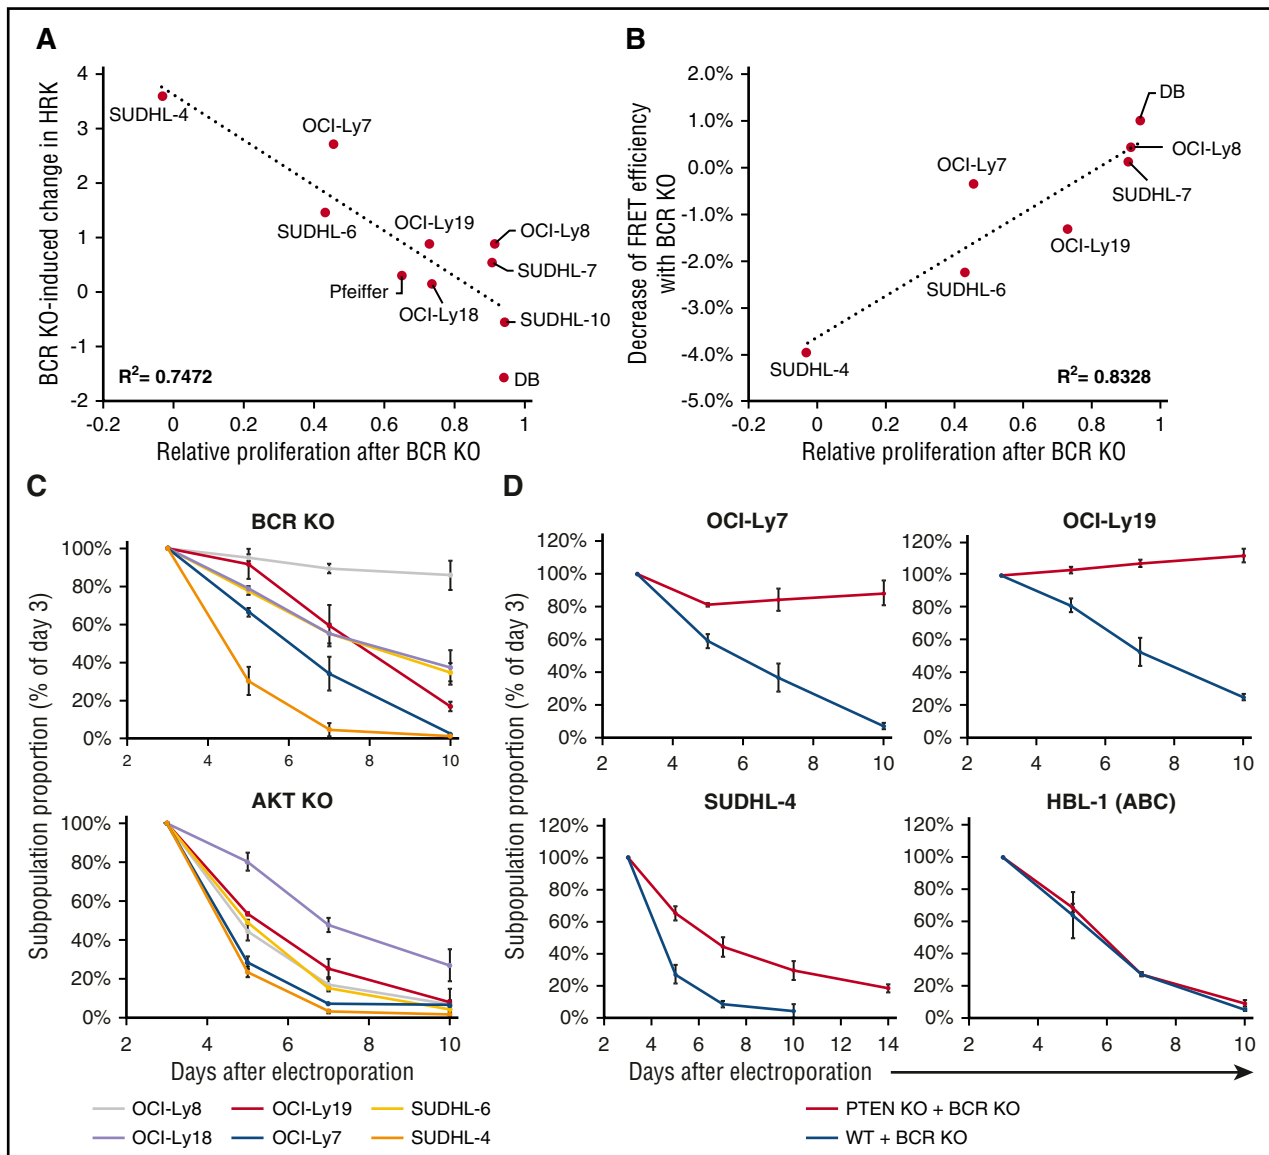 A
BCR KO-induced change in HRK
4
3
2
1
0
-1
-2
SUDHL-4
OCI-Ly7
SUDHL-6
OCI-Ly19
OCI-Ly8
SUDHL-7
Pfeiffer
OCI-Ly18
SUDHL-10
DB
R2= 0.7472
-0.2 0 0.2 0.4 0.6 0.8 1
Relative proliferation after BCR KO
B
Decrease of FRET efficiency
with BCR KO
2.0%
1.0%
0.0%
-1.0%
-2.0%
-3.0%
-4.0%
-5.0%
DB
OCI-Ly8
OCI-Ly7
SUDHL-7
OCI-Ly19
SUDHL-6
SUDHL-4
R2= 0.8328
-0.2 0 0.2 0.4 0.6 0.8 1
Relative proliferation after BCR KO
C
Subpopulation proportion (% of day 3)
BCR KO
100%
80%
60%
40%
20%
0%
2 4 6 8 10
AKT KO
100%
80%
60%
40%
20%
0%
2 4 6 8 10
Days after electroporation
OCI-Ly8 OCI-Ly19 SUDHL-6
OCI-Ly18 OCI-Ly7 SUDHL-4
D
Subpopulation proportion (% of day 3)
OCI-Ly7
120%
100%
80%
60%
40%
20%
0%
2 4 6 8 10
OCI-Ly19
120%
100%
80%
60%
40%
20%
0%
2 4 6 8 10
SUDHL-4
120%
100%
80%
60%
40%
20%
0%
2 4 6 8 10 12 14
HBL-1 (ABC)
120%
100%
80%
60%
40%
20%
0%
2 4 6 8 10
Days after electroporation
PTEN KO + BCR KO
WT + BCR KO